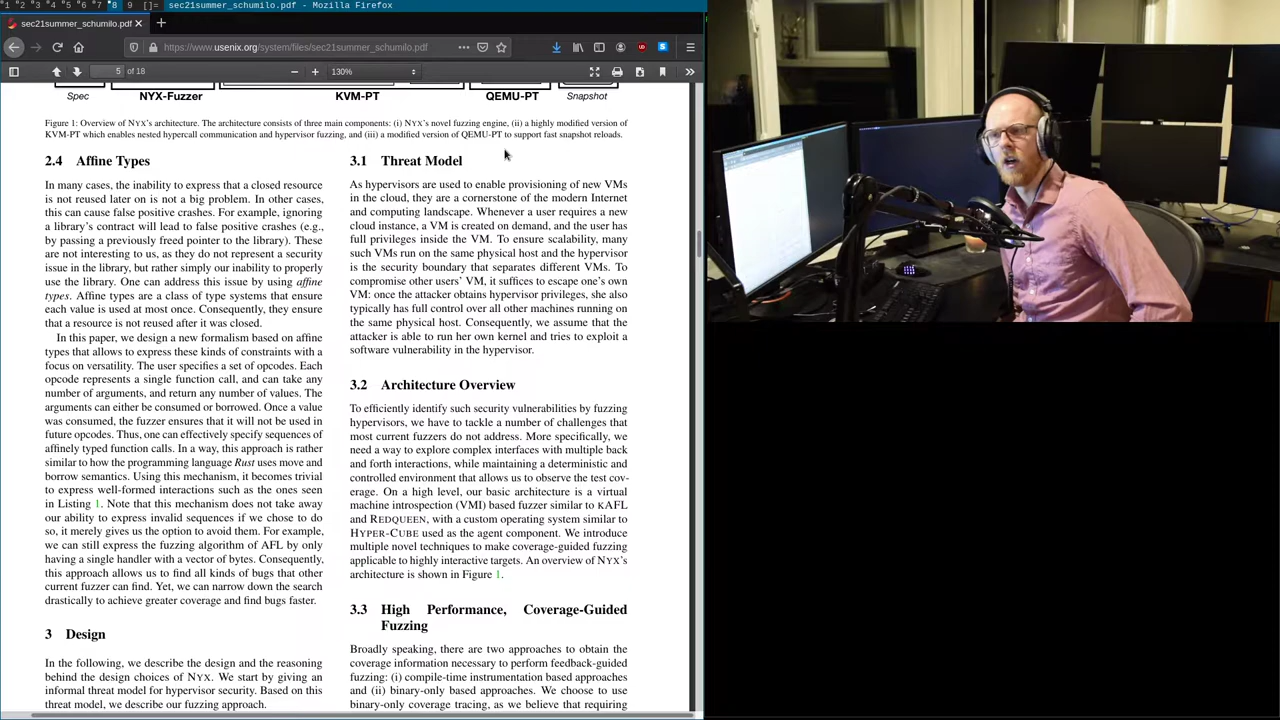 1 2 3 4 5 6 7 8 9 []= sec21summer_schumilo.pdf - Mozilla Firefox
sec21summer_schumilo.pdf
https://www.usenix.org/system/files/sec21summer_schumilo.pdf
5 of 18
130%
Spec
NYX-Fuzzer
KVM-PT
QEMU-PT
Snapshot
Figure 1: Overview of NYX's architecture. The architecture consists of three main components: (i) NYX's novel fuzzing engine, (ii) a highly modified version of
KVM-PT which enables nested hypercall communication and hypervisor fuzzing, and (iii) a modified version of QEMU-PT to support fast snapshot reloads.
2.4 Affine Types
In many cases, the inability to express that a closed resource
is not reused later on is not a big problem. In other cases,
this can cause false positive crashes. For example, ignoring
a library's contract will lead to false positive crashes (e.g.,
by passing a previously freed pointer to the library). These
are not interesting to us, as they do not represent a security
issue in the library, but rather simply our inability to properly
use the library. One can address this issue by using affine
types. Affine types are a class of type systems that ensure
each value is used at most once. Consequently, they ensure
that a resource is not reused after it was closed.
In this paper, we design a new formalism based on affine
types that allows to express these kinds of constraints with a
focus on versatility. The user specifies a set of opcodes. Each
opcode represents a single function call, and can take any
number of arguments, and return any number of values. The
arguments can either be consumed or borrowed. Once a value
was consumed, the fuzzer ensures that it will not be used in
future opcodes. Thus, one can effectively specify sequences of
affinely typed function calls. In a way, this approach is rather
similar to how the programming language Rust uses move and
borrow semantics. Using this mechanism, it becomes trivial
to express well-formed interactions such as the ones seen
in Listing 1. Note that this mechanism does not take away
our ability to express invalid sequences if we chose to do
so, it merely gives us the option to avoid them. For example,
we can still express the fuzzing algorithm of AFL by only
having a single handler with a vector of bytes. Consequently,
this approach allows us to find all kinds of bugs that other
current fuzzer can find. Yet, we can narrow down the search
drastically to achieve greater coverage and find bugs faster.
3 Design
In the following, we describe the design and the reasoning
behind the design choices of NYX. We start by giving an
informal threat model for hypervisor security. Based on this
threat model, we describe our fuzzing approach.
3.1 Threat Model
As hypervisors are used to enable provisioning of new VMs
in the cloud, they are a cornerstone of the modern Internet
and computing landscape. Whenever a user requires a new
cloud instance, a VM is created on demand, and the user has
full privileges inside the VM. To ensure scalability, many
such VMs run on the same physical host and the hypervisor
is the security boundary that separates different VMs. To
compromise other users' VM, it suffices to escape one's own
VM: once the attacker obtains hypervisor privileges, she also
typically has full control over all other machines running on
the same physical host. Consequently, we assume that the
attacker is able to run her own kernel and tries to exploit a
software vulnerability in the hypervisor.
3.2 Architecture Overview
To efficiently identify such security vulnerabilities by fuzzing
hypervisors, we have to tackle a number of challenges that
most current fuzzers do not address. More specifically, we
need a way to explore complex interfaces with multiple back
and forth interactions, while maintaining a deterministic and
controlled environment that allows us to observe the test cov-
erage. On a high level, our basic architecture is a virtual
machine introspection (VMI) based fuzzer similar to KAFL
and REDQUEEN, with a custom operating system similar to
HYPER-CUBE used as the agent component. We introduce
multiple novel techniques to make coverage-guided fuzzing
applicable to highly interactive targets. An overview of NYX's
architecture is shown in Figure 1.
3.3 High Performance, Coverage-Guided
Fuzzing
Broadly speaking, there are two approaches to obtain the
coverage information necessary to perform feedback-guided
fuzzing: (i) compile-time instrumentation based approaches
and (ii) binary-only based approaches. We choose to use
binary-only coverage tracing, as we believe that requiring